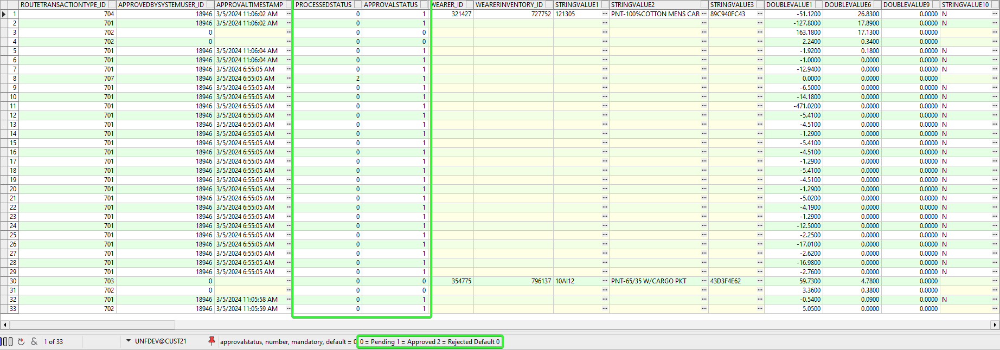 ROUTETRANSACTIONTYPE_ID APPROVEDBYSYSTEMUSER_ID APPROVALTIMESTAMP PROCESSEDSTATUS APPROVALSTATUS WEARER_ID WEARERINVENTORY_ID STRINGVALUE1 STRINGVALUE2 STRINGVALUE3 DOUBLEVALUE1 DOUBLEVALUE6 DOUBLEVALUE9 STRINGVALUE10
1 704 18946 3/5/2024 11:06:02 AM ... 0 1 321427 727752 121305 ... PNT-100%COTTON MENS CAR ... 89C940FC43 ... -51.1200 26.8300 0.0000 N ...
2 701 18946 3/5/2024 11:06:02 AM ... 0 1 ... ... ... -127.8000 17.8900 0.0000 N ...
3 702 0 ... 0 0 ... ... ... 163.1800 17.1300 0.0000 ...
4 702 0 ... 0 0 ... ... ... 2.2400 0.3400 0.0000 ...
5 701 18946 3/5/2024 11:06:04 AM ... 0 1 ... ... ... -1.9200 0.1800 0.0000 N ...
6 701 18946 3/5/2024 11:06:04 AM ... 0 1 ... ... ... -1.0000 0.0000 0.0000 N ...
7 701 18946 3/5/2024 6:55:05 AM ... 0 1 ... ... ... -12.9400 0.0000 0.0000 N ...
8 707 18946 3/5/2024 6:55:05 AM ... 2 1 ... ... ... 0.0000 0.0000 0.0000 ...
9 701 18946 3/5/2024 6:55:05 AM ... 0 1 ... ... ... -6.5000 0.0000 0.0000 N ...
10 701 18946 3/5/2024 6:55:05 AM ... 0 1 ... ... ... -14.1800 0.0000 0.0000 N ...
11 701 18946 3/5/2024 6:55:05 AM ... 0 1 ... ... ... -471.0200 0.0000 0.0000 N ...
12 701 18946 3/5/2024 6:55:05 AM ... 0 1 ... ... ... -5.4100 0.0000 0.0000 N ...
13 701 18946 3/5/2024 6:55:05 AM ... 0 1 ... ... ... -4.5100 0.0000 0.0000 N ...
14 701 18946 3/5/2024 6:55:05 AM ... 0 1 ... ... ... -1.2900 0.0000 0.0000 N ...
15 701 18946 3/5/2024 6:55:05 AM ... 0 1 ... ... ... -5.4100 0.0000 0.0000 N ...
16 701 18946 3/5/2024 6:55:05 AM ... 0 1 ... ... ... -4.5100 0.0000 0.0000 N ...
17 701 18946 3/5/2024 6:55:05 AM ... 0 1 ... ... ... -1.2900 0.0000 0.0000 N ...
18 701 18946 3/5/2024 6:55:05 AM ... 0 1 ... ... ... -5.4100 0.0000 0.0000 N ...
19 701 18946 3/5/2024 6:55:05 AM ... 0 1 ... ... ... -4.5100 0.0000 0.0000 N ...
20 701 18946 3/5/2024 6:55:05 AM ... 0 1 ... ... ... -1.2900 0.0000 0.0000 N ...
21 701 18946 3/5/2024 6:55:05 AM ... 0 1 ... ... ... -5.0200 0.0000 0.0000 N ...
22 701 18946 3/5/2024 6:55:05 AM ... 0 1 ... ... ... -4.1900 0.0000 0.0000 N ...
23 701 18946 3/5/2024 6:55:05 AM ... 0 1 ... ... ... -1.2900 0.0000 0.0000 N ...
24 701 18946 3/5/2024 6:55:05 AM ... 0 1 ... ... ... -12.5000 0.0000 0.0000 N ...
25 701 18946 3/5/2024 6:55:05 AM ... 0 1 ... ... ... -2.2500 0.0000 0.0000 N ...
26 701 18946 3/5/2024 6:55:05 AM ... 0 1 ... ... ... -17.0100 0.0000 0.0000 N ...
27 701 18946 3/5/2024 6:55:05 AM ... 0 1 ... ... ... -2.6200 0.0000 0.0000 N ...
28 701 18946 3/5/2024 6:55:05 AM ... 0 1 ... ... ... -16.9800 0.0000 0.0000 N ...
29 701 18946 3/5/2024 6:55:05 AM ... 0 1 ... ... ... -2.7600 0.0000 0.0000 N ...
30 703 0 ... 0 0 354775 796137 10AI12 ... PNT-65/35 W/CARGO PKT ... 43D3F4E62 ... 59.7300 4.7800 0.0000 ...
31 702 0 ... 0 0 ... ... ... 3.3600 0.3800 0.0000 ...
32 701 18946 3/5/2024 11:05:58 AM ... 0 1 ... ... ... -0.5400 0.0900 0.0000 N ...
33 702 18946 3/5/2024 11:05:59 AM ... 0 1 ... ... ... 5.0500 0.0000 0.0000 ...
& 1 of 33 UNFDEV@CUST21 approvalstatus, number, mandatory, default = 0 0 = Pending 1 = Approved 2 = Rejected Default 0